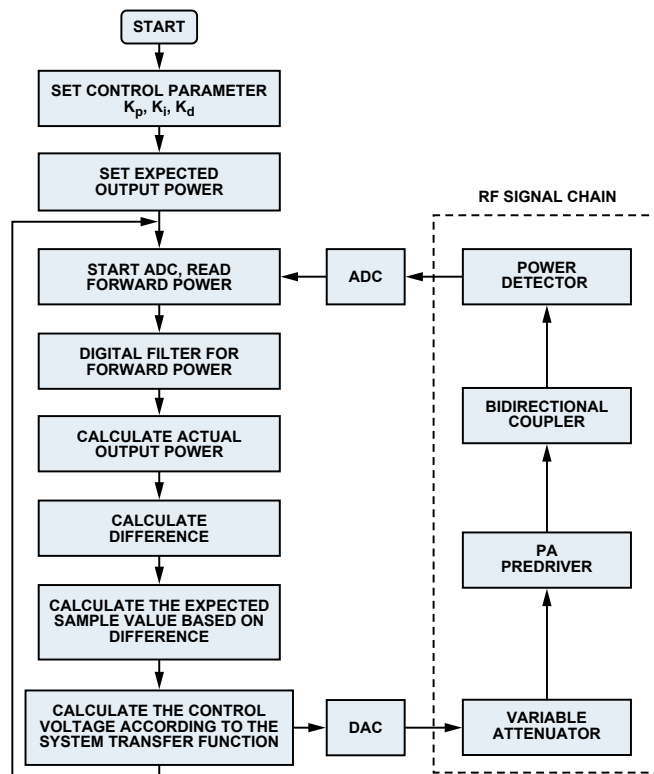 START
SET CONTROL PARAMETER
Kp, Ki, Kd
SET EXPECTED
OUTPUT POWER
RF SIGNAL CHAIN
START ADC, READ
FORWARD POWER
ADC
POWER
DETECTOR
DIGITAL FILTER FOR
FORWARD POWER
BIDIRECTIONAL
COUPLER
CALCULATE ACTUAL
OUTPUT POWER
CALCULATE
DIFFERENCE
PA
PREDRIVER
CALCULATE THE EXPECTED
SAMPLE VALUE BASED ON
DIFFERENCE
CALCULATE THE CONTROL
VOLTAGE ACCORDING TO THE
SYSTEM TRANSFER FUNCTION
DAC
VARIABLE
ATTENUATOR